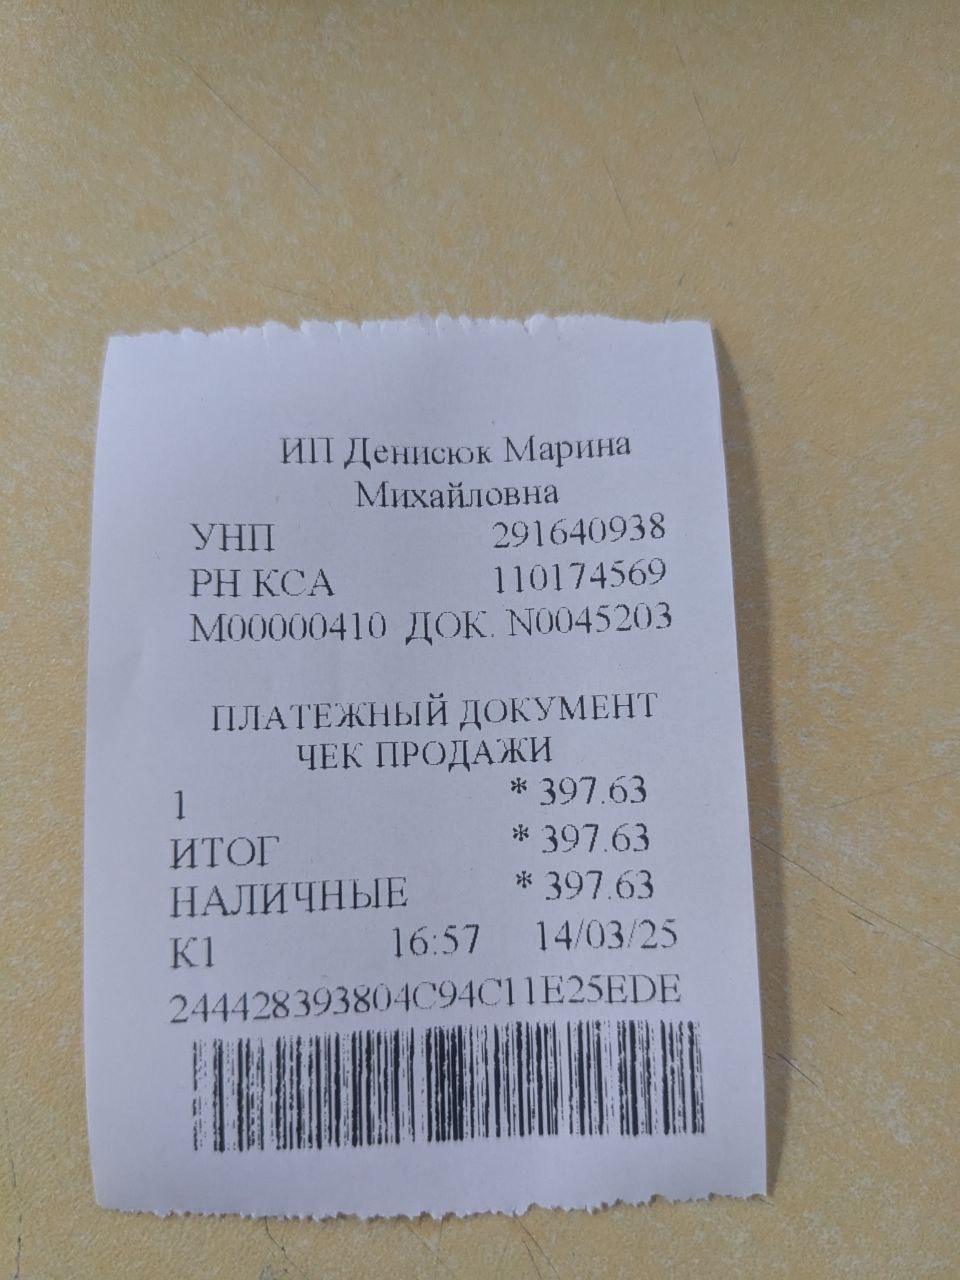 ИП Денисюк Марина
Михайловна
УНП 291640938
РН КСА 110174569
М00000410 ДОК. N0045203
ПЛАТЕЖНЫЙ ДОКУМЕНТ
ЧЕК ПРОДАЖИ
1 * 397.63
ИТОГ * 397.63
НАЛИЧНЫЕ * 397.63
К1 16:57 14/03/25
244428393804C94C11E25EDE